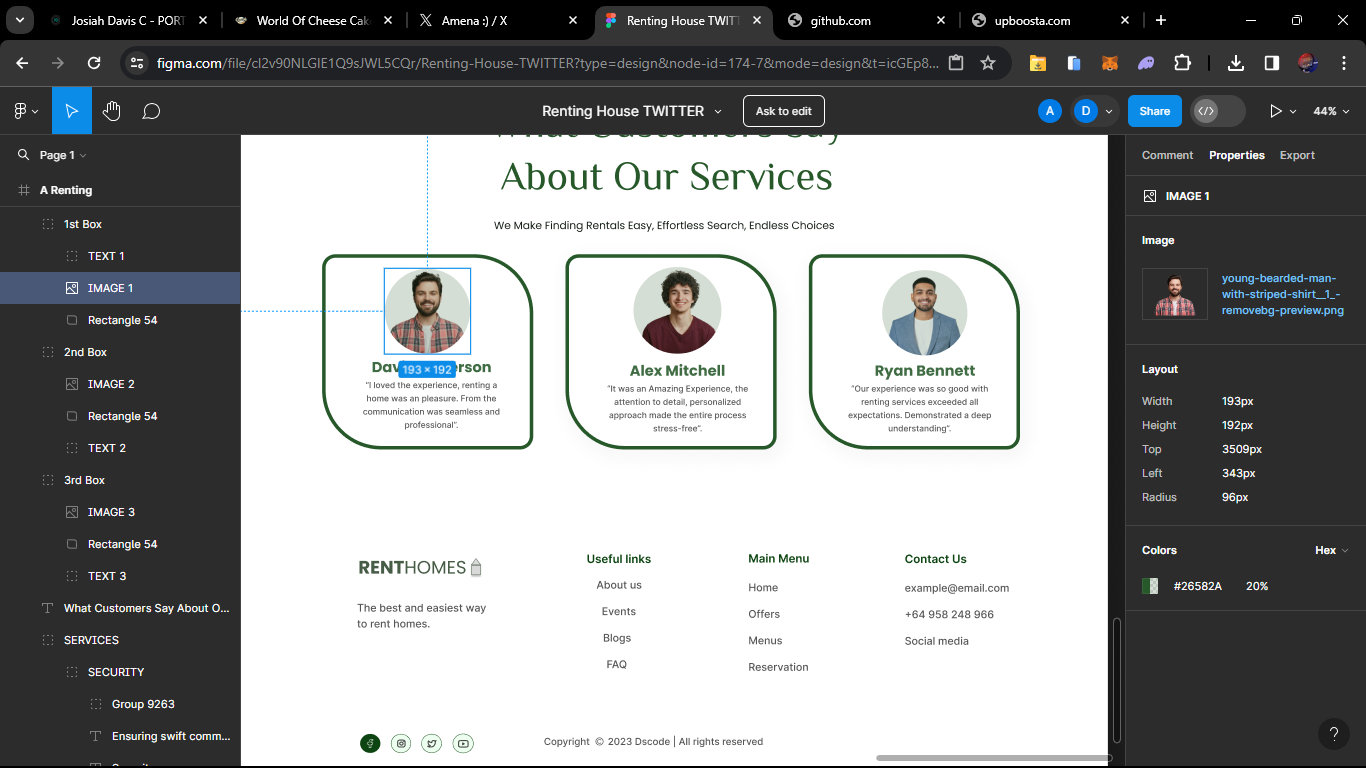 Josiah Davis C - PORT
World Of Cheese Cak
Amena :) / X
Renting House TWITT
github.com
upboosta.com
figma.com/file/cl2v90NLGlE1Q9sJWL5CQr/Renting-House-TWITTER?type=design&node-id=174-7&mode=design&t=icGEp8...
Renting House TWITTER
Ask to edit
A
D
Share
44%
Page 1
A Renting
1st Box
TEXT 1
IMAGE 1
Rectangle 54
2nd Box
IMAGE 2
Rectangle 54
TEXT 2
3rd Box
IMAGE 3
Rectangle 54
TEXT 3
What Customers Say About O...
SERVICES
SECURITY
Group 9263
Ensuring swift comm...
What Customers Say
About Our Services
We Make Finding Rentals Easy, Effortless Search, Endless Choices
193 × 192
"I loved the experience, renting a
home was an pleasure. From the
communication was seamless and
professional".
Alex Mitchell
"It was an Amazing Experience, the
attention to detail, personalized
approach made the entire process
stress-free".
Ryan Bennett
"Our experience was so good with
renting services exceeded all
expectations. Demonstrated a deep
understanding".
RENTHOMES
The best and easiest way
to rent homes.
Useful links
About us
Events
Blogs
FAQ
Main Menu
Home
Offers
Menus
Reservation
Contact Us
example@email.com
+64 958 248 966
Social media
Copyright © 2023 Dscode | All rights reserved
Comment
Properties
Export
IMAGE 1
Image
young-bearded-man-
with-striped-shirt__1_-
removebg-preview.png
Layout
Width 193px
Height 192px
Top 3509px
Left 343px
Radius 96px
Colors
Hex
#26582A 20%
?